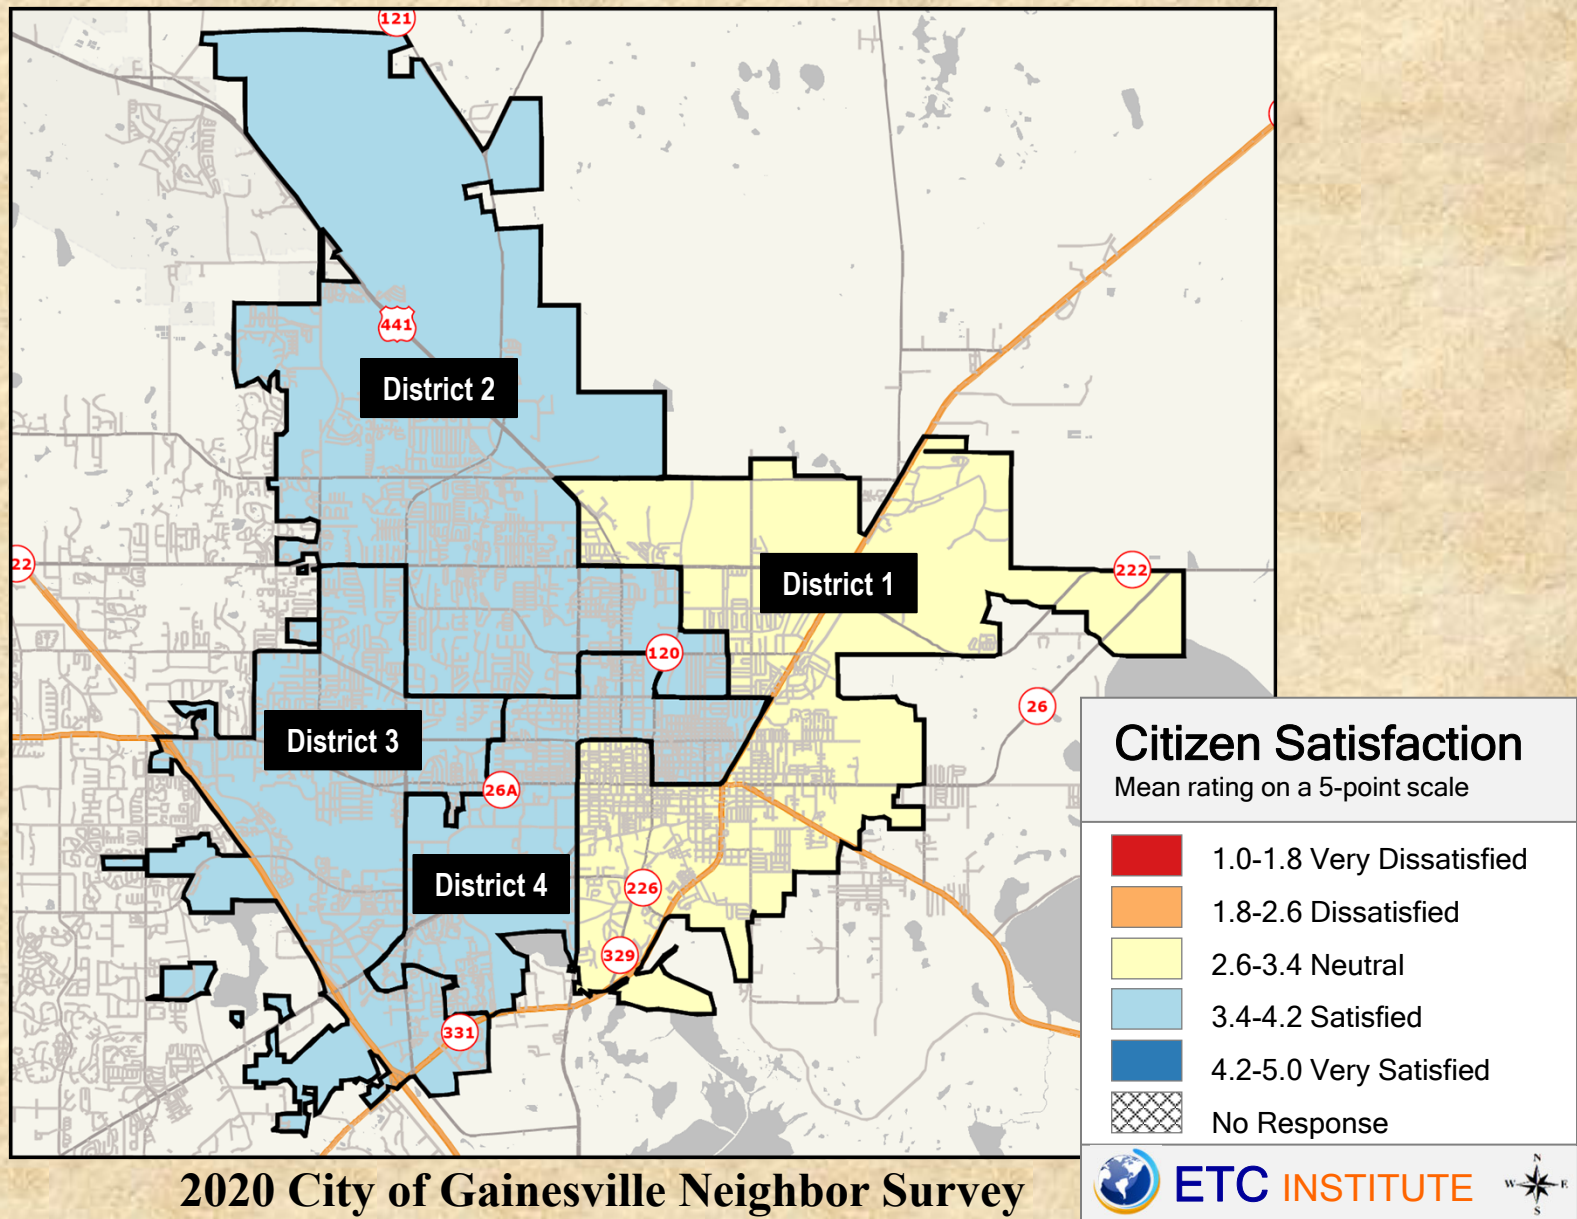 121
441
District 2
22
District 1
222
120
26
District 3
26A
District 4
226
329
331
Citizen Satisfaction
Mean rating on a 5-point scale
1.0-1.8 Very Dissatisfied
1.8-2.6 Dissatisfied
2.6-3.4 Neutral
3.4-4.2 Satisfied
4.2-5.0 Very Satisfied
No Response
2020 City of Gainesville Neighbor Survey
ETC INSTITUTE
N
W E
S